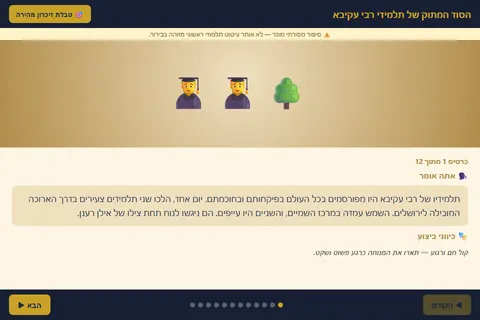 הסוד המתוק של תלמידי רבי עקיבא
🎯 טבלת זיכרון מהירה
⚠️ סיפור מסורתי מוכר — לא אותר ציטוט תלמודי ראשוני מזוהה בבירור.
כרטיס 1 מתוך 12
🗣️ אתה אומר
תלמידיו של רבי עקיבא היו מפורסמים בכל העולם בפיקחותם ובחוכמתם. יום אחד, הלכו שני תלמידים צעירים בדרך הארוכה
המובילה לירושלים. השמש עמדה במרכז השמיים, והשניים היו עייפים. הם ניגשו לנוח תחת צילו של אילן רענן.
🎭 כיווני ביצוע
קול חם ורגוע — תארו את המנוחה כרגע פשוט ושקט.
◀ הקודם
הבא ▶